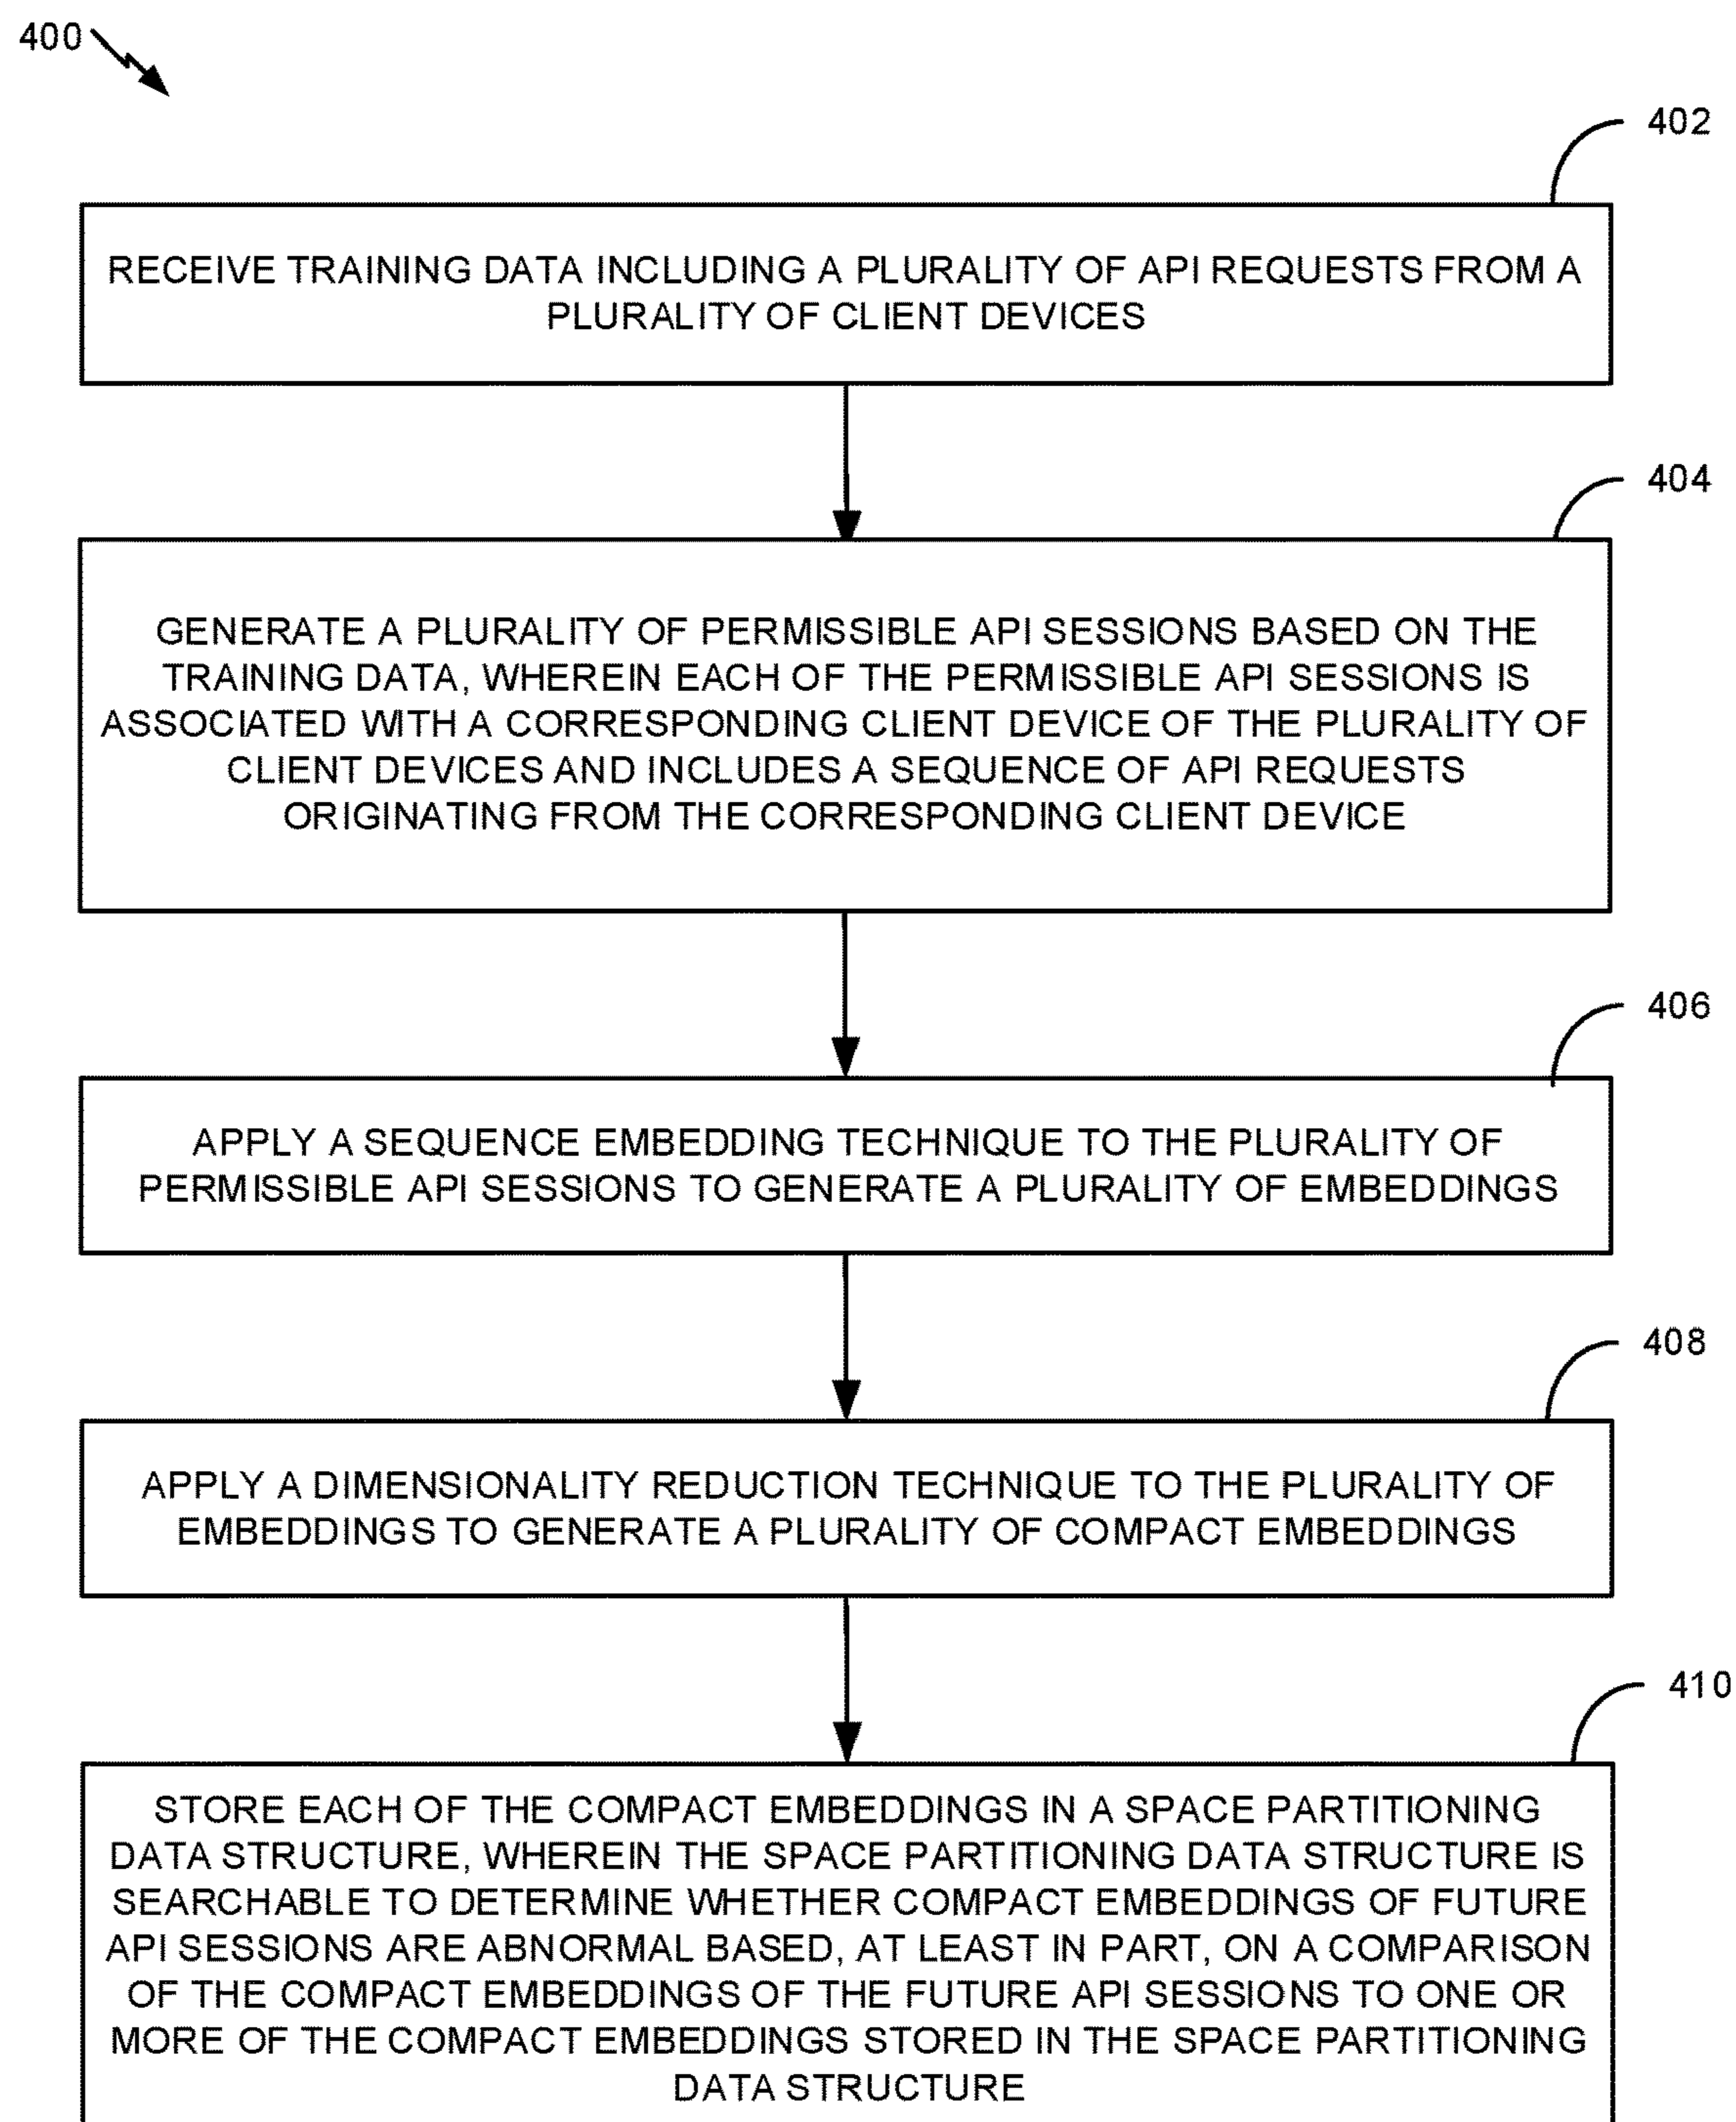 400
402
RECEIVE TRAINING DATA INCLUDING A PLURALITY OF API REQUESTS FROM A
PLURALITY OF CLIENT DEVICES
404
GENERATE A PLURALITY OF PERMISSIBLE API SESSIONS BASED ON THE
TRAINING DATA, WHEREIN EACH OF THE PERMISSIBLE API SESSIONS IS
ASSOCIATED WITH A CORRESPONDING CLIENT DEVICE OF THE PLURALITY OF
CLIENT DEVICES AND INCLUDES A SEQUENCE OF API REQUESTS
ORIGINATING FROM THE CORRESPONDING CLIENT DEVICE
406
APPLY A SEQUENCE EMBEDDING TECHNIQUE TO THE PLURALITY OF
PERMISSIBLE API SESSIONS TO GENERATE A PLURALITY OF EMBEDDINGS
408
APPLY A DIMENSIONALITY REDUCTION TECHNIQUE TO THE PLURALITY OF
EMBEDDINGS TO GENERATE A PLURALITY OF COMPACT EMBEDDINGS
410
STORE EACH OF THE COMPACT EMBEDDINGS IN A SPACE PARTITIONING
DATA STRUCTURE, WHEREIN THE SPACE PARTITIONING DATA STRUCTURE IS
SEARCHABLE TO DETERMINE WHETHER COMPACT EMBEDDINGS OF FUTURE
API SESSIONS ARE ABNORMAL BASED, AT LEAST IN PART, ON A COMPARISON
OF THE COMPACT EMBEDDINGS OF THE FUTURE API SESSIONS TO ONE OR
MORE OF THE COMPACT EMBEDDINGS STORED IN THE SPACE PARTITIONING
DATA STRUCTURE